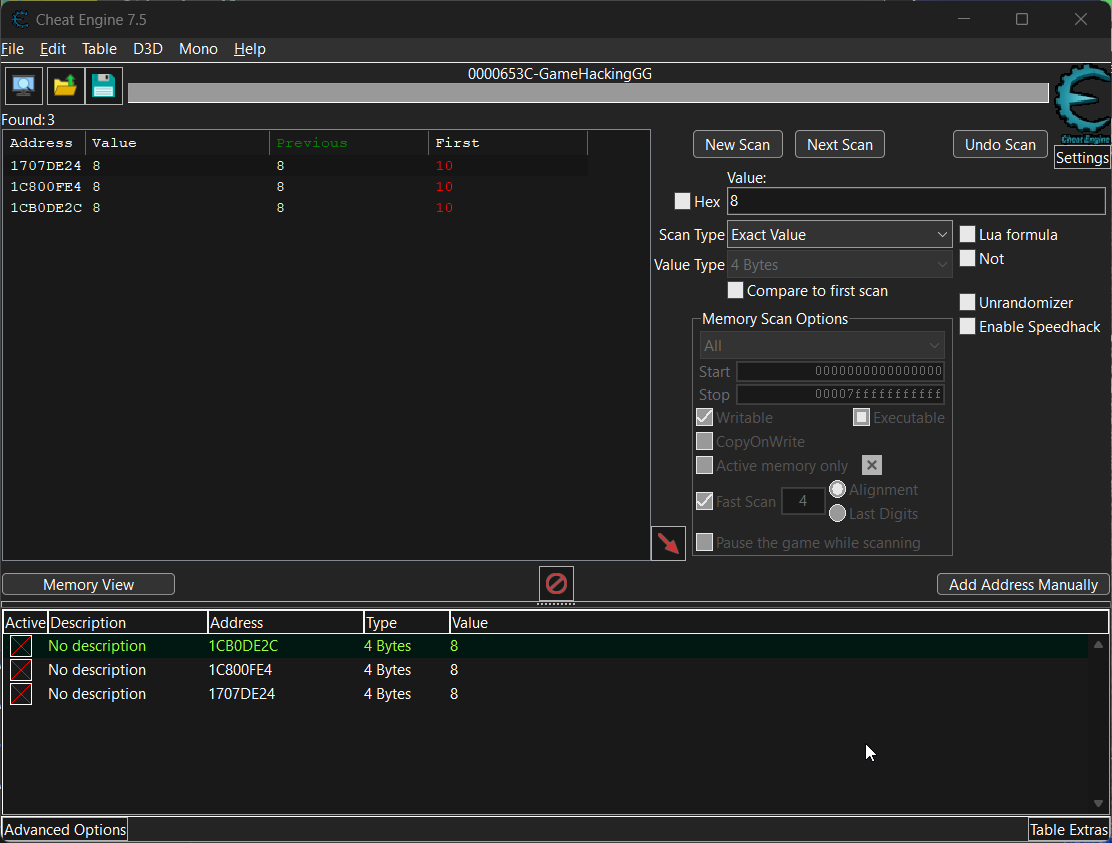 Cheat Engine 7.5
File Edit Table D3D Mono Help
0000653C-GameHackingGG
Found:3
Address Value Previous First
1707DE24 8 8 10
1C800FE4 8 8 10
1CB0DE2C 8 8 10
New Scan Next Scan Undo Scan
Cheat Engine
Settings
Value:
Hex 8
Scan Type Exact Value
Lua formula
Value Type 4 Bytes
Not
Compare to first scan
Unrandomizer
Enable Speedhack
Memory Scan Options
All
Start 0000000000000000
Stop 00007fffffffffff
Writable Executable
CopyOnWrite
Active memory only
Fast Scan 4 Alignment
Last Digits
Pause the game while scanning
Memory View
Add Address Manually
Active Description Address Type Value
No description 1CB0DE2C 4 Bytes 8
No description 1C800FE4 4 Bytes 8
No description 1707DE24 4 Bytes 8
Advanced Options
Table Extras